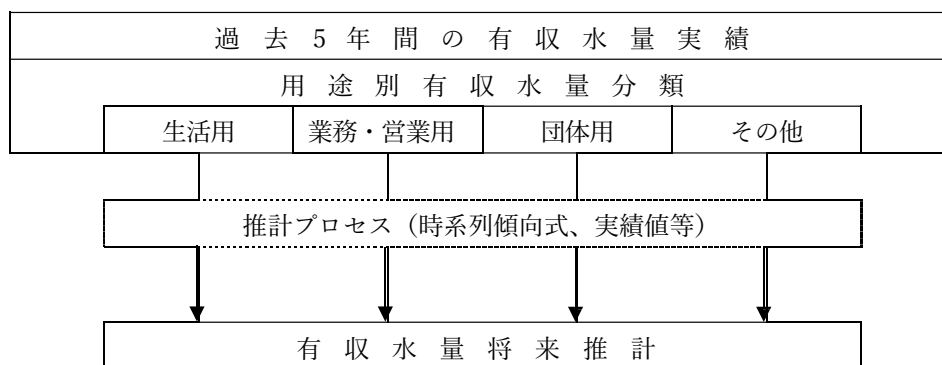 過去5年間の有収水量実績
用途別有収水量分類
生活用 業務・営業用 団体用 その他
推計プロセス（時系列傾向式、実績値等）
有収水量将来推計